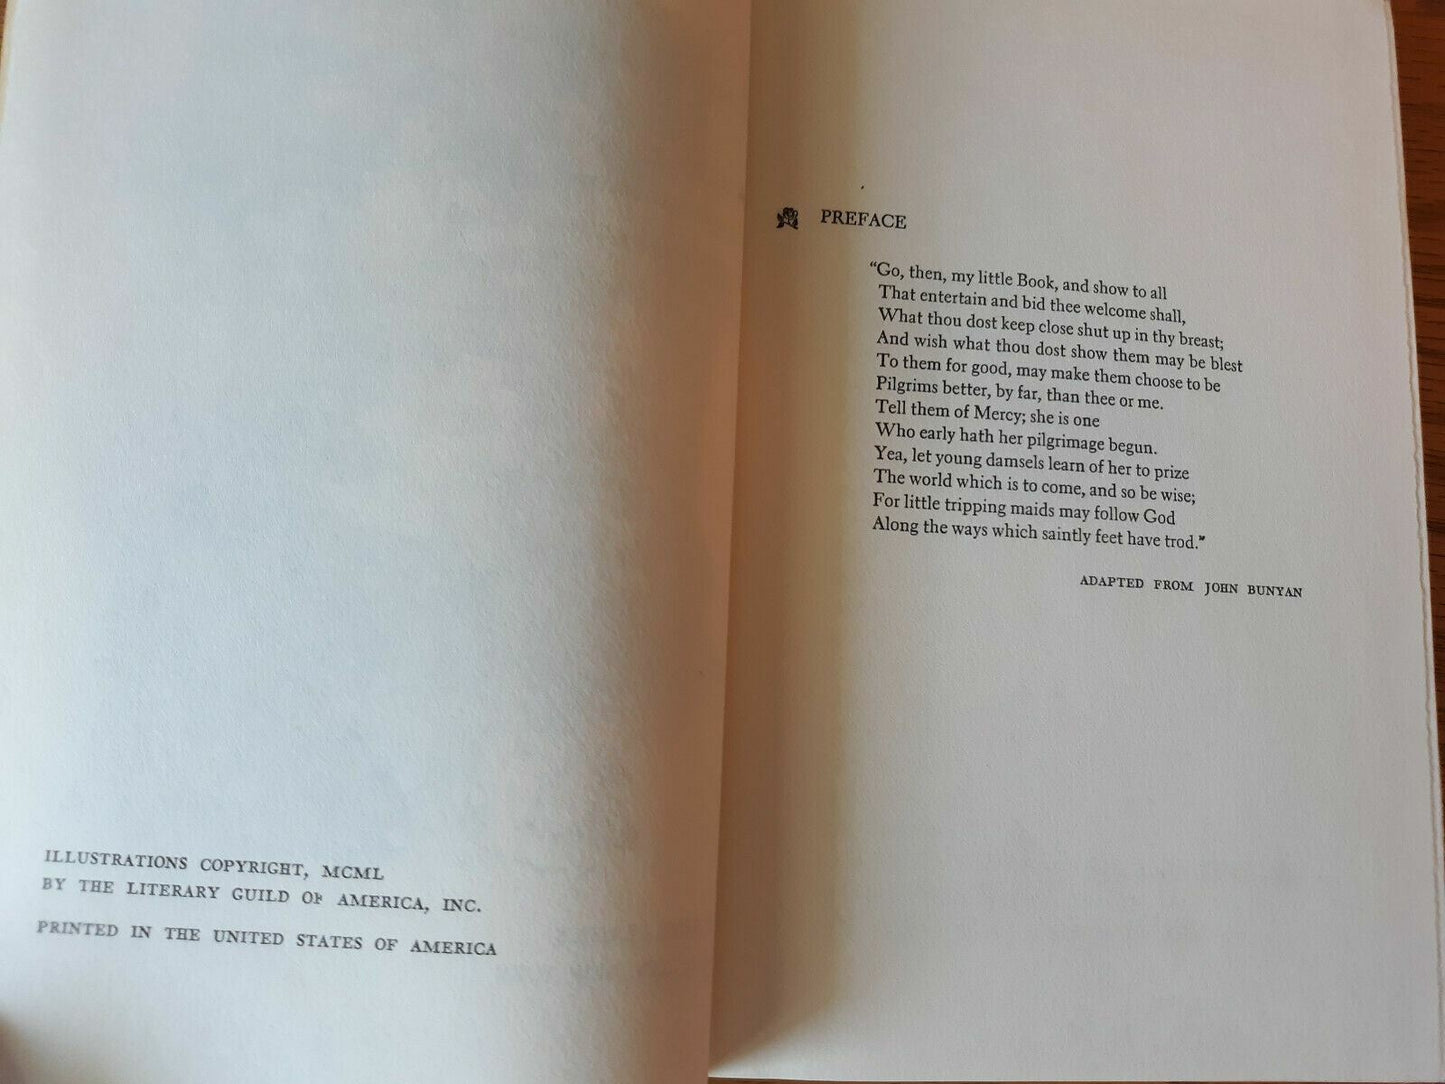 ILLUSTRATIONS COPYRIGHT, MCML
BY THE LITERARY GUILD OF AMERICA, INC.
PRINTED IN THE UNITED STATES OF AMERICA
PREFACE
“Go, then, my little Book, and show to all
That entertain and bid thee welcome shall,
What thou dost keep close shut up in thy breast;
And wish what thou dost show them may be blest
To them for good, may make them choose to be
Pilgrims better, by far, than thee or me.
Tell them of Mercy; she is one
Who early hath her pilgrimage begun.
Yea, let young damsels learn of her to prize
The world which is to come, and so be wise;
For little tripping maids may follow God
Along the ways which saintly feet have trod.”
ADAPTED FROM JOHN BUNYAN